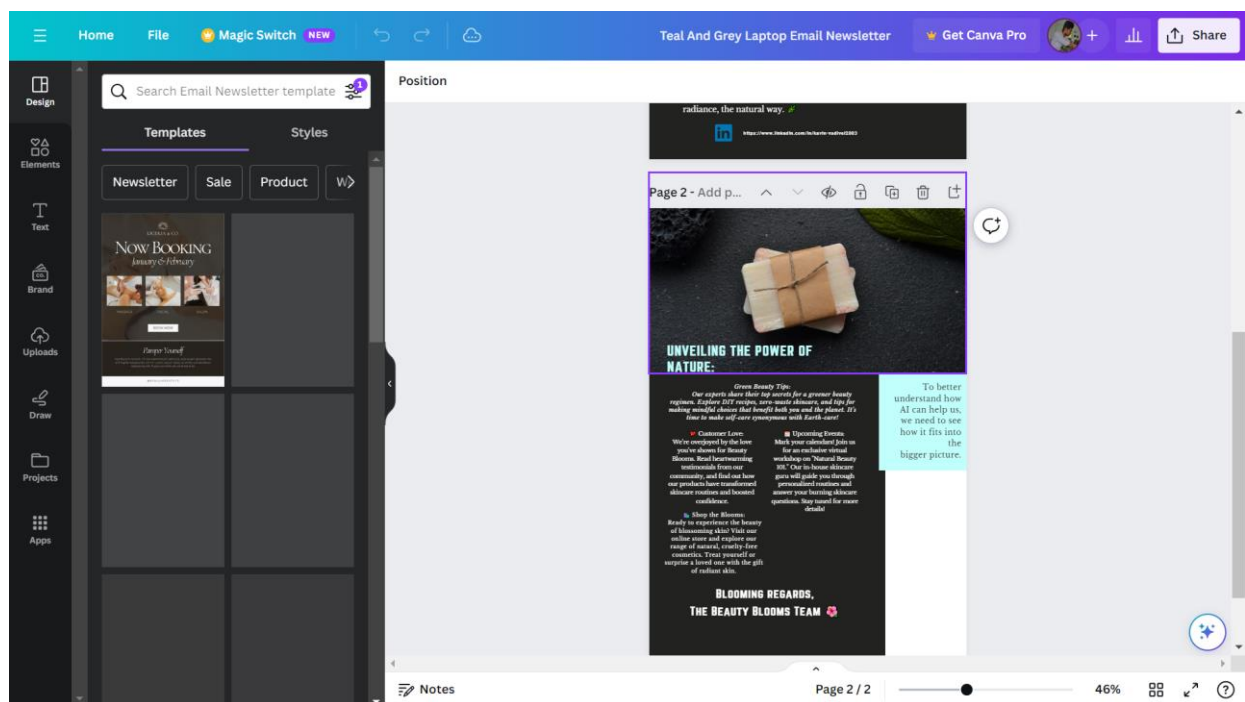 Home File Magic Switch NEW Teal And Grey Laptop Email Newsletter Get Canva Pro + Share
Design
Elements
Text
Brand
Uploads
Draw
Projects
Apps
Search Email Newsletter template 1
Templates Styles
Newsletter Sale Product W
NOW BOOKING
January & February
BOOK NOW
Pamper Yourself
Position
radiance, the natural way.
in
Page 2 - Add p...
UNVEILING THE POWER OF
NATURE:
Green Beauty Tips:
Our experts share their top secrets for a greener beauty
regimen. Explore DIY recipes, zero-waste skincare, and tips for
making mindful choices that benefit both you and the planet. It's
time to make self-care synonymous with Earth-care!
Customer Love:
We're overjoyed by the love
you've shown for Beauty
Blooms. Read heartwarming
testimonials from our
community, and find out how
our products have transformed
skincare routines and boosted
confidence.
Shop the Blooms:
Ready to experience the beauty
of blossoming skin? Visit our
online store and explore our
range of natural, cruelty-free
cosmetics. Treat yourself or
surprise a loved one with the gift
of radiant skin.
Upcoming Events:
Mark your calendars! Join us
for an exclusive virtual
workshop on "Natural Beauty
101." Our in-house skincare
guru will guide you through
personalized routines and
answer your burning skincare
questions. Stay tuned for more
details!
To better
understand how
AI can help us,
we need to see
how it fits into
the
bigger picture.
BLOOMING REGARDS,
THE BEAUTY BLOOMS TEAM
Notes Page 2 / 2 46%